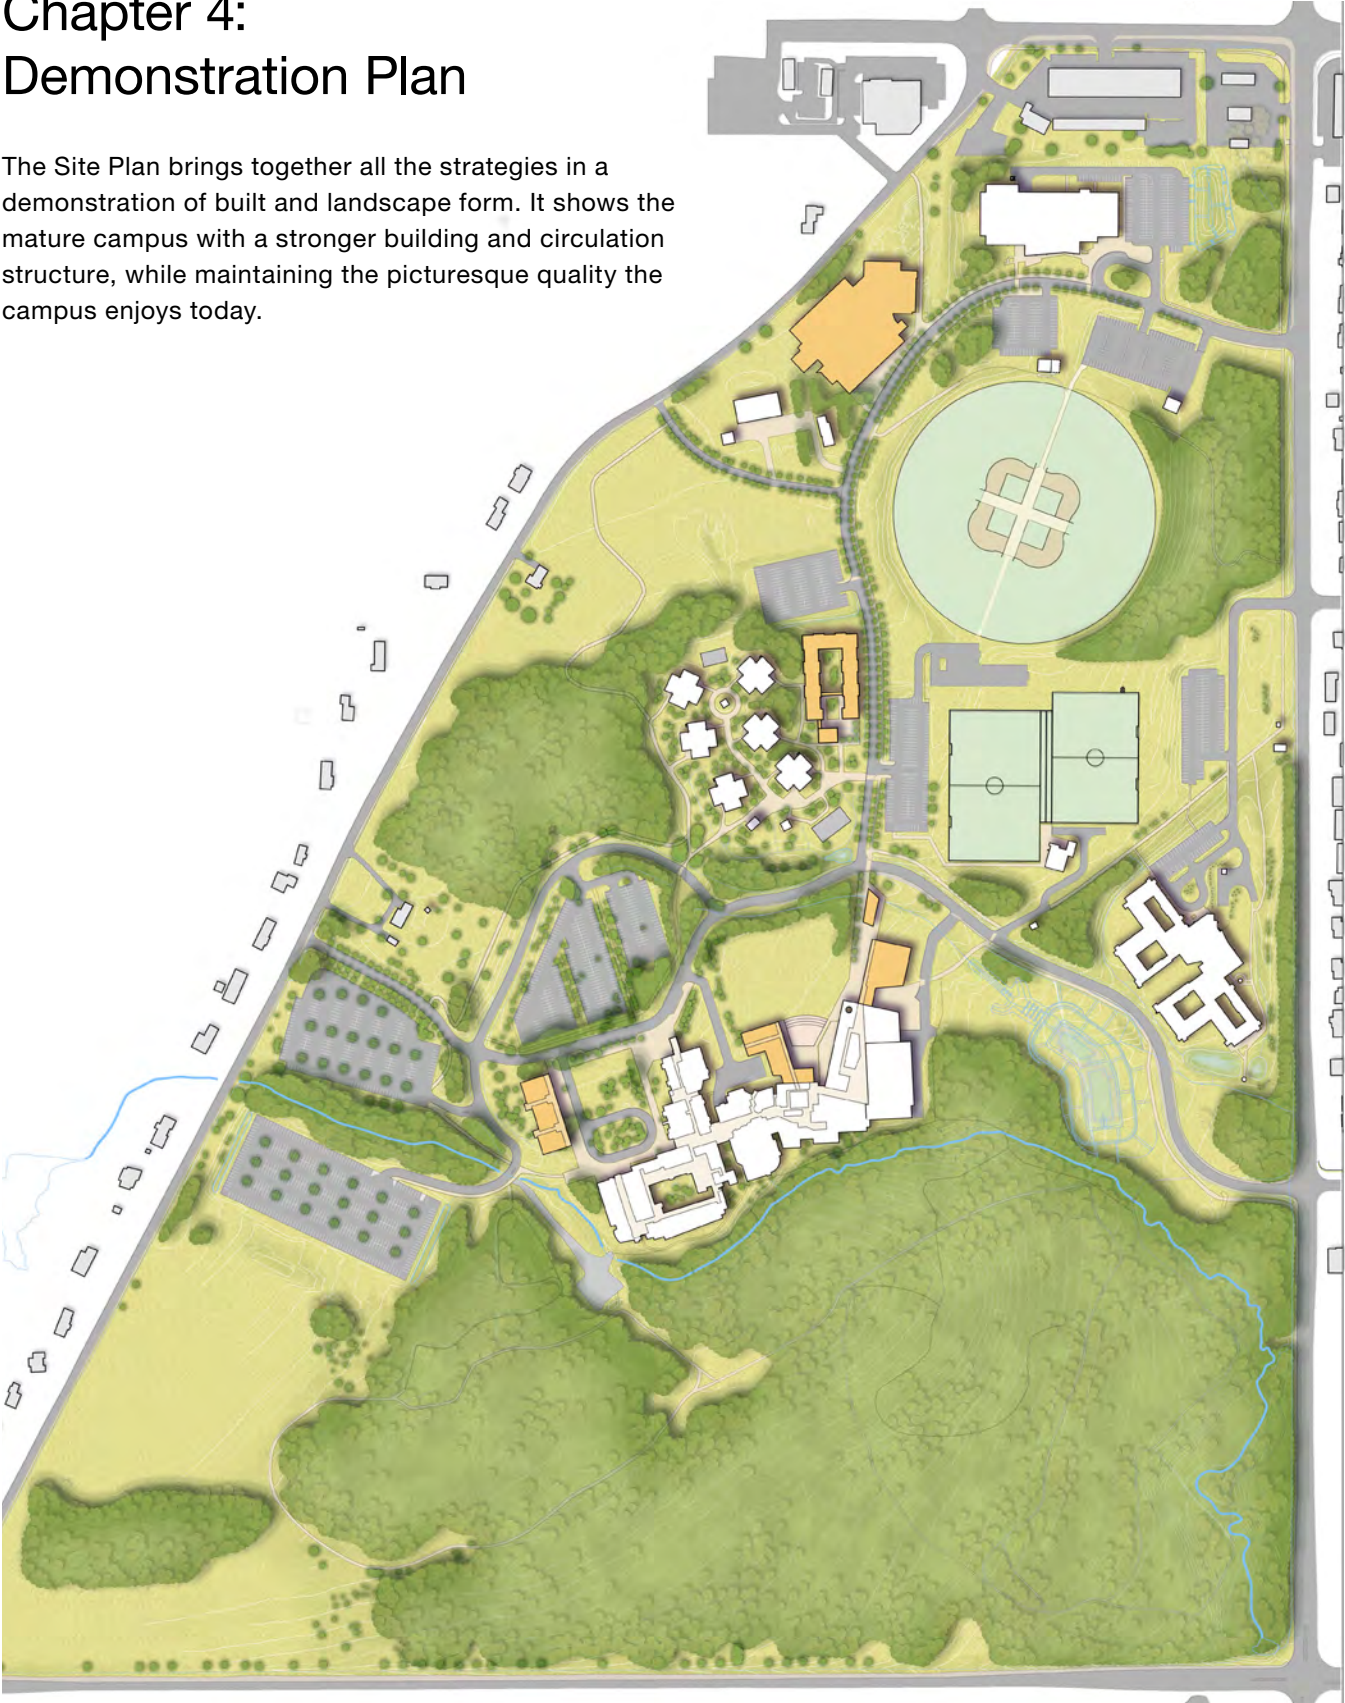 Chapter 4:
Demonstration Plan
The Site Plan brings together all the strategies in a
demonstration of built and landscape form. It shows the
mature campus with a stronger building and circulation
structure, while maintaining the picturesque quality the
campus enjoys today.